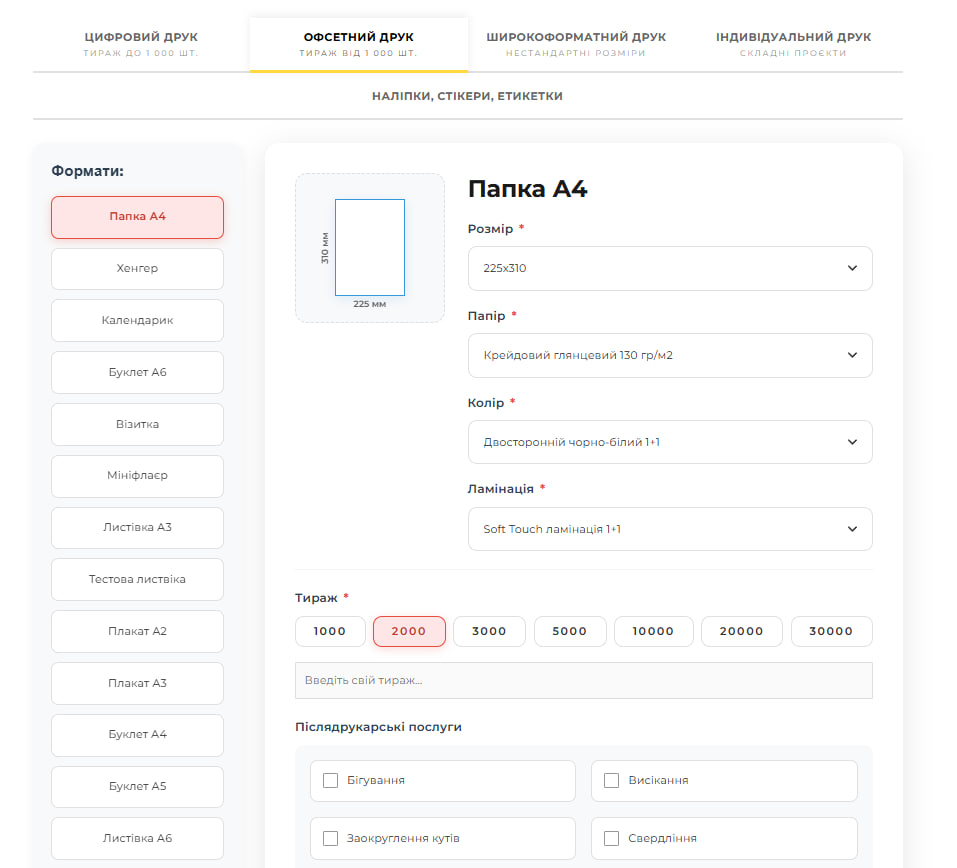 ЦИФРОВИЙ ДРУК
ТИРАЖ ДО 1 000 ШТ.
ОФСЕТНИЙ ДРУК
ТИРАЖ ВІД 1 000 ШТ.
ШИРОКОФОРМАТНИЙ ДРУК
НЕСТАНДАРТНІ РОЗМІРИ
ІНДИВІДУАЛЬНИЙ ДРУК
СКЛАДНІ ПРОЄКТИ
НАЛІПКИ, СТІКЕРИ, ЕТИКЕТКИ
Формати:
Папка А4
Хенгер
Календарик
Буклет А6
Візитка
Мініфлаєр
Листівка А3
Тестова листвіка
Плакат А2
Плакат А3
Буклет А4
Буклет А5
Листівка А6
310 мм
225 мм
Папка А4
Розмір *
225x310
Папір *
Крейдовий глянцевий 130 гр/м2
Колір *
Двосторонній чорно-білий 1+1
Ламінація *
Soft Touch ламінація 1+1
Тираж *
1000
2000
3000
5000
10000
20000
30000
Введіть свій тираж...
Післядрукарські послуги
Бігування
Висікання
Заокруглення кутів
Свердління